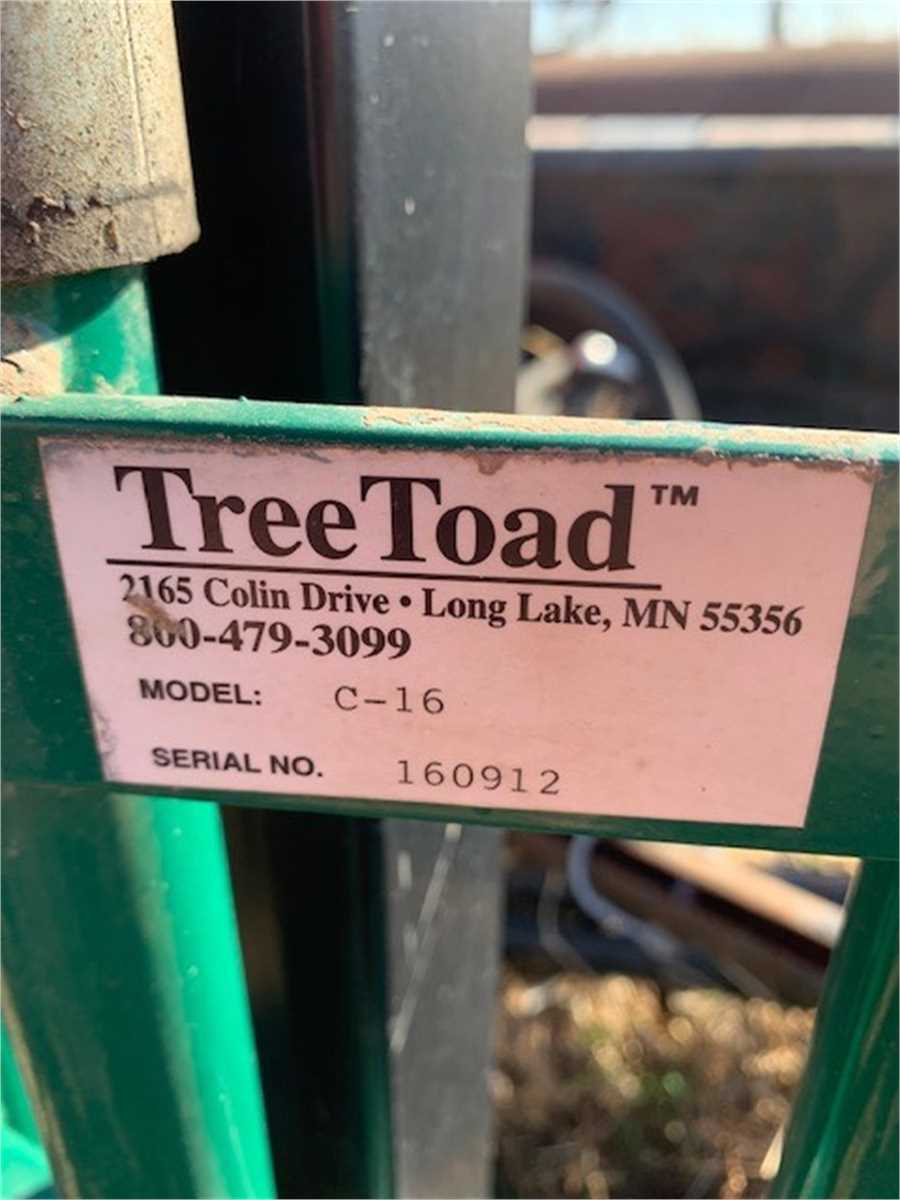 TreeToad™
2165 Colin Drive • Long Lake, MN 55356
800-479-3099
MODEL: C-16
SERIAL NO. 160912